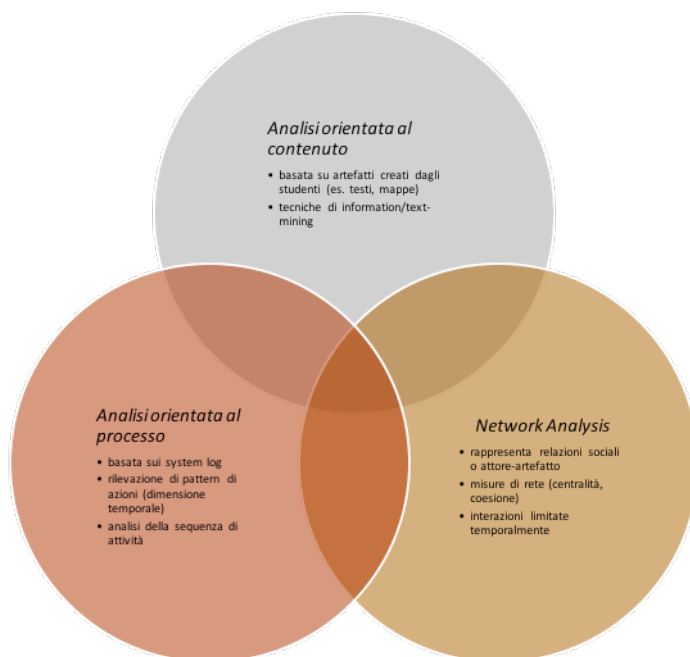 Analisi orientata al
contenuto
• basata su artefatti creati dagli
studenti (es. testi, mappe)
• tecniche di information/text-
mining
Analisi orientata al
processo
• basata sui system log
• rilevazione di pattern di
azioni (dimensione
temporale)
• analisi della sequenza di
attività
Network Analysis
• rappresenta relazioni sociali
o attore-artefatto
• misure di rete (centralità,
coesione)
• interazioni limitate
temporalmente